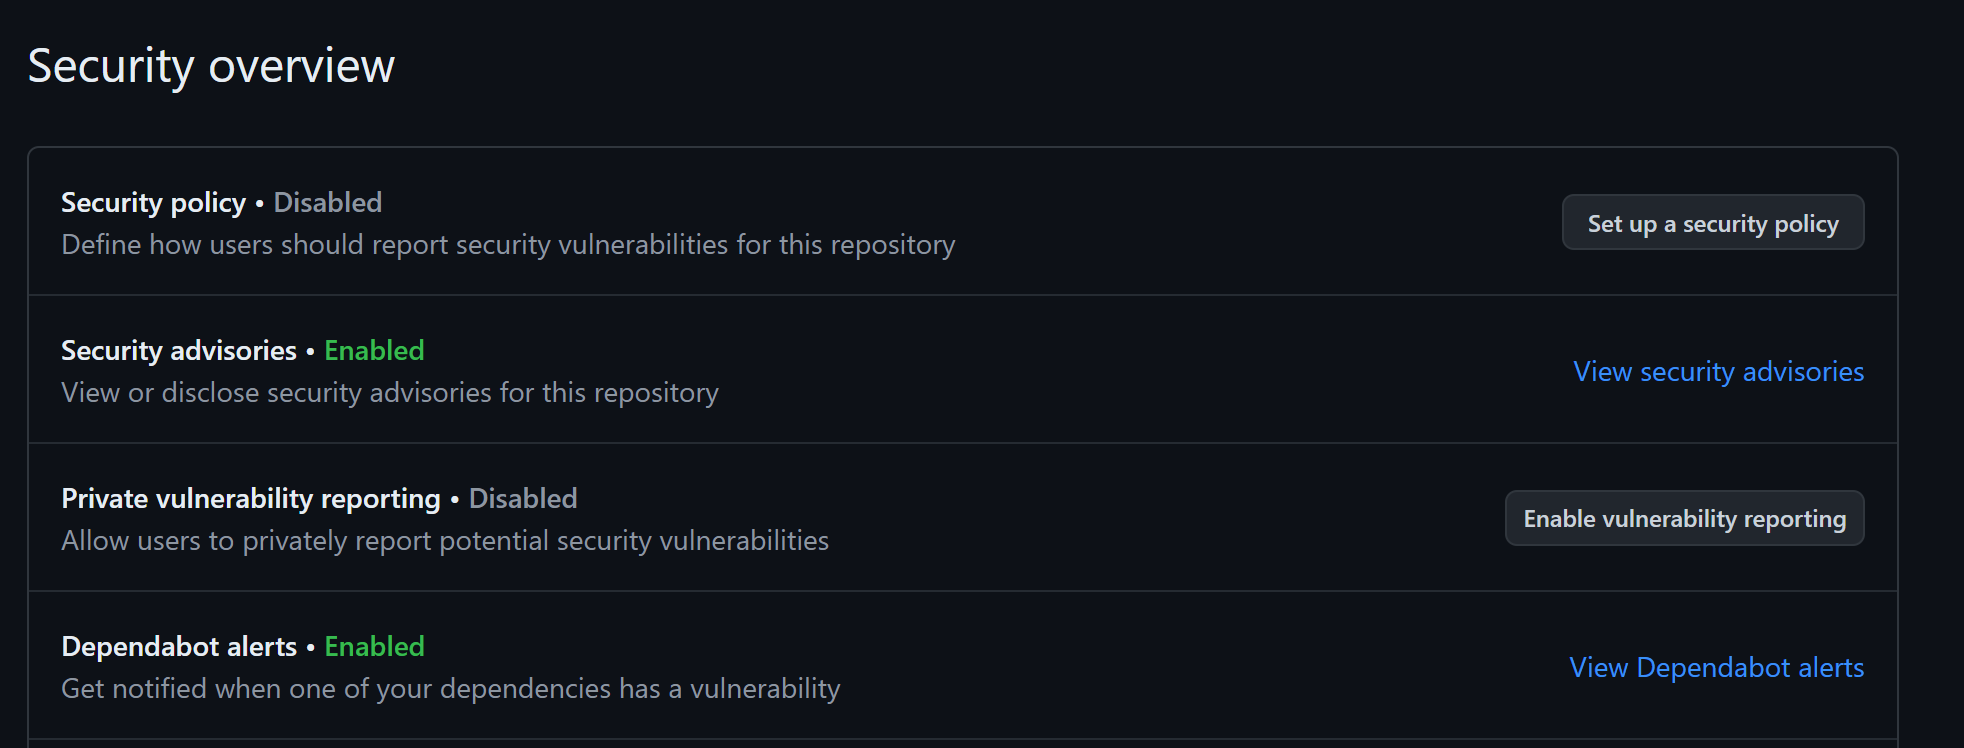 Security overview
Security policy • Disabled
Define how users should report security vulnerabilities for this repository
Set up a security policy
Security advisories • Enabled
View or disclose security advisories for this repository
View security advisories
Private vulnerability reporting • Disabled
Allow users to privately report potential security vulnerabilities
Enable vulnerability reporting
Dependabot alerts • Enabled
Get notified when one of your dependencies has a vulnerability
View Dependabot alerts